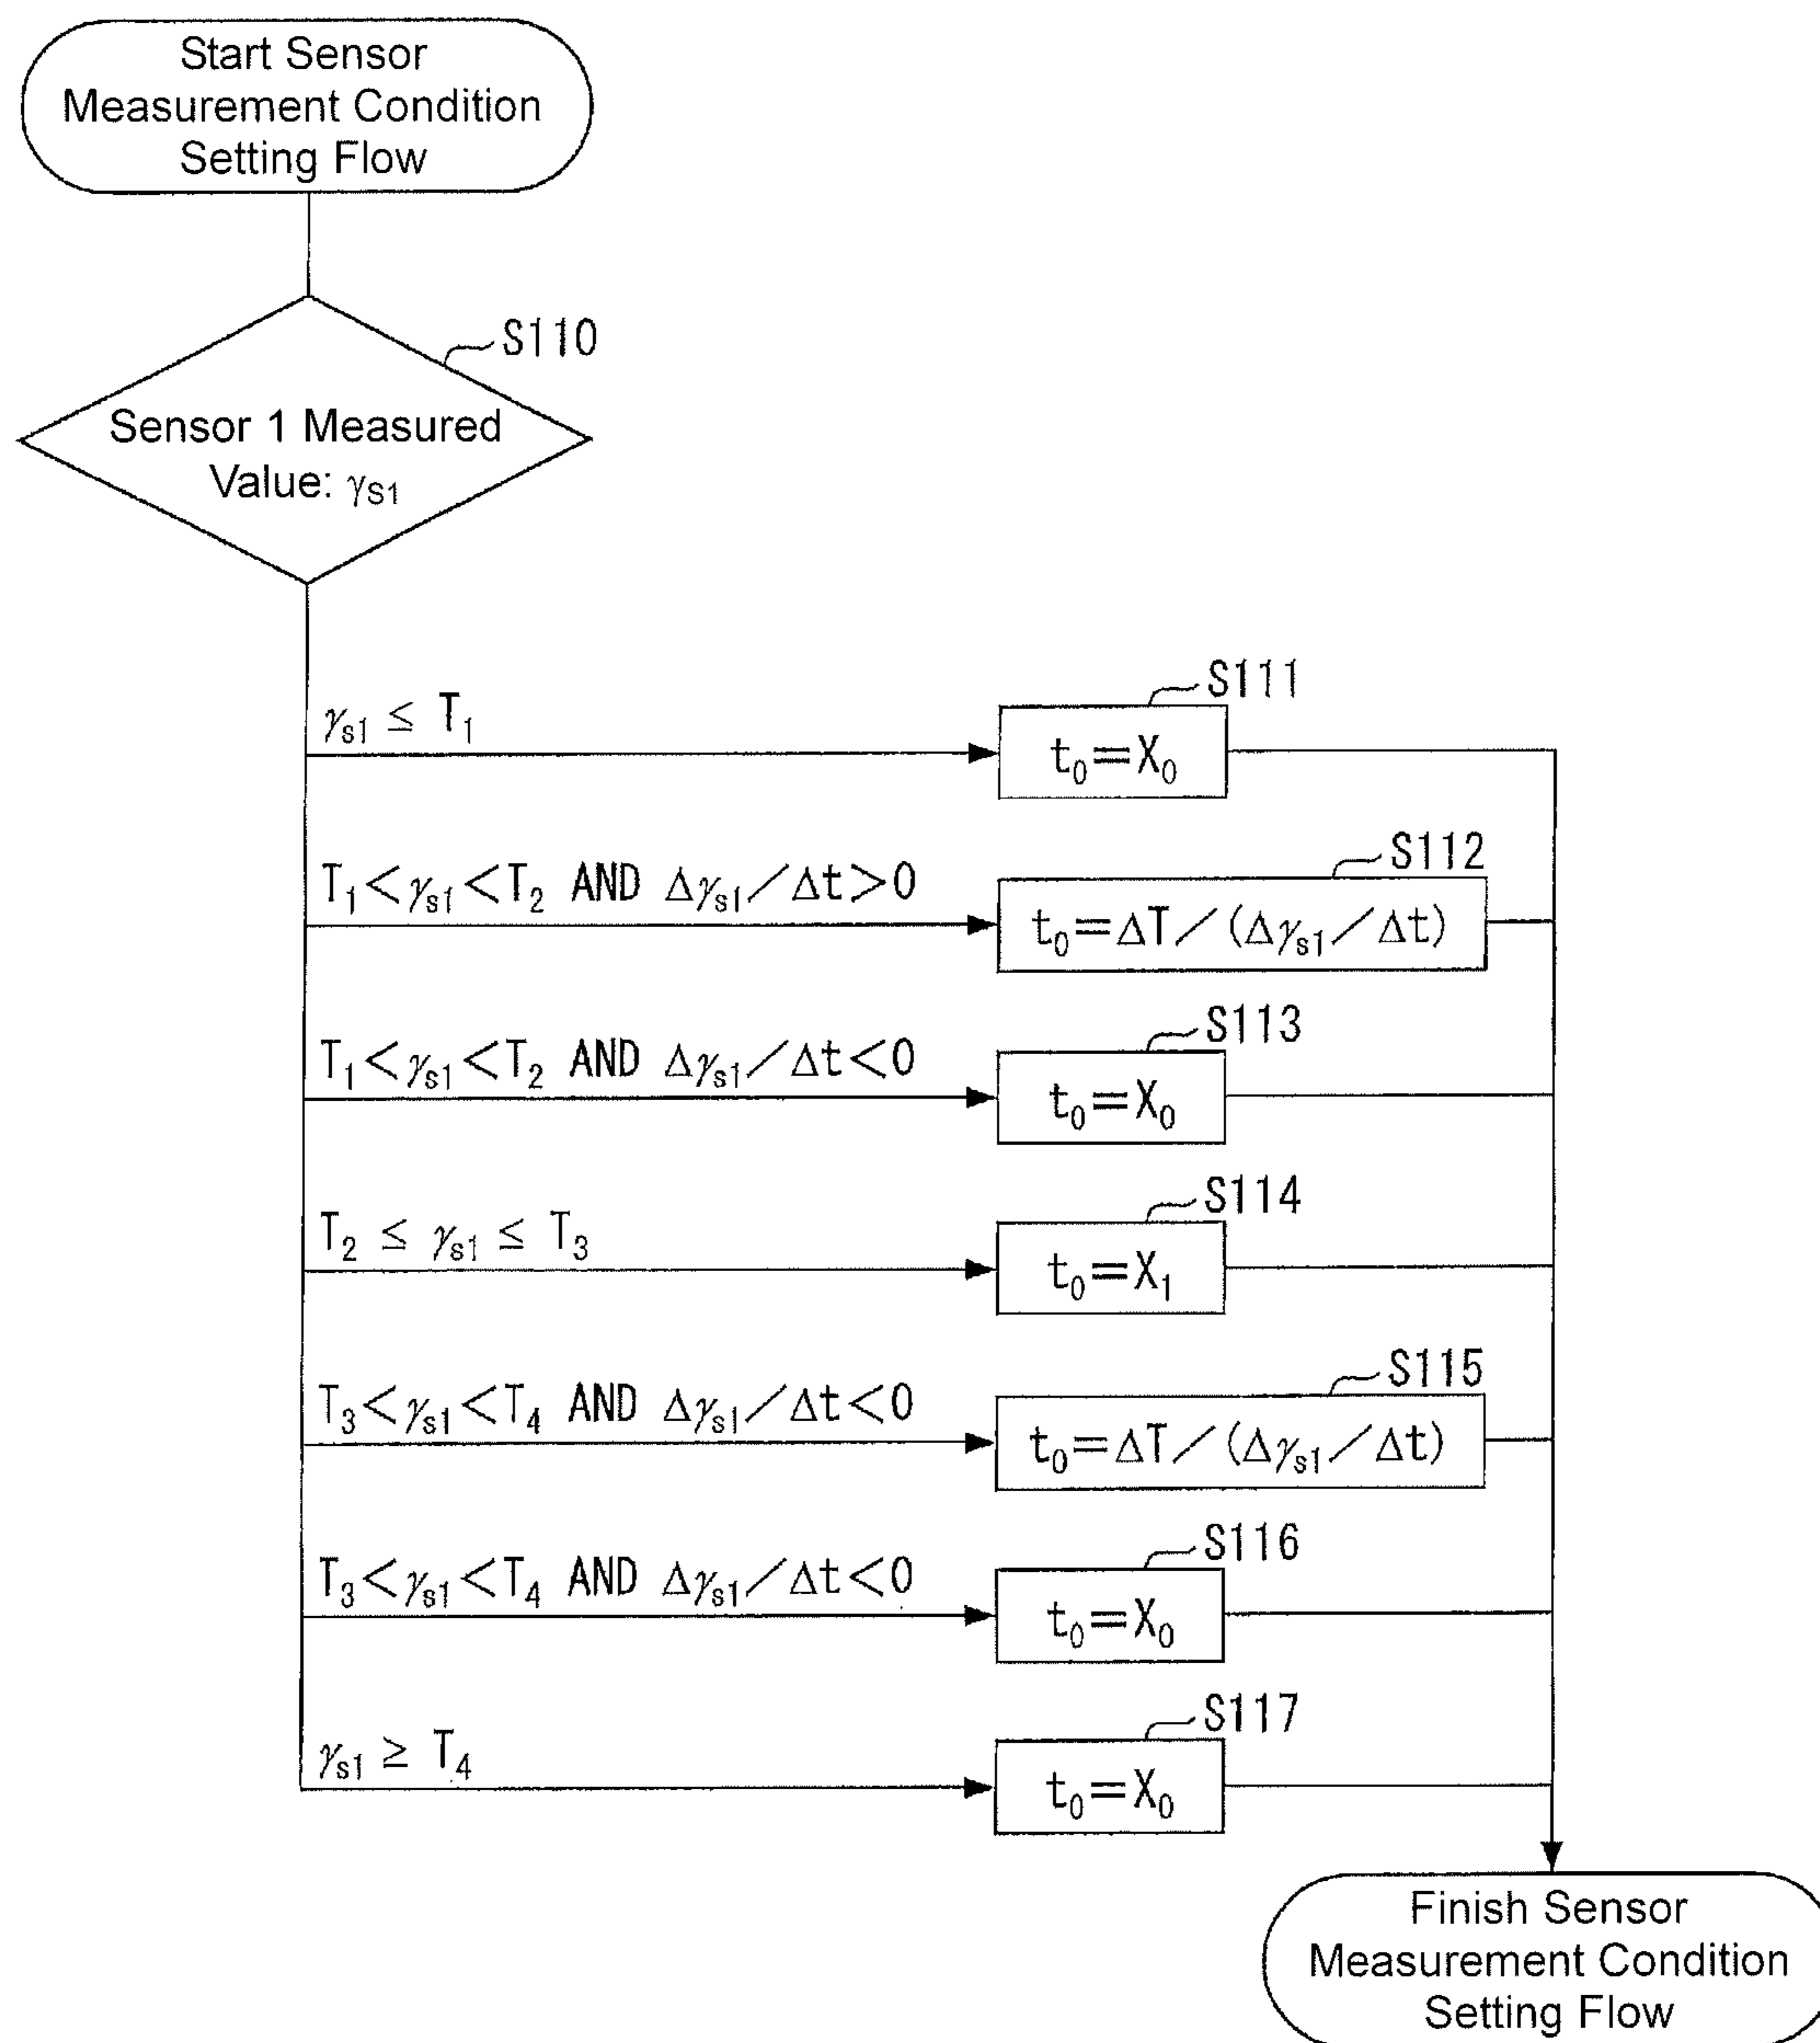 Start Sensor
Measurement Condition
Setting Flow
S110
Sensor 1 Measured
Value: γS1
γs1 ≤ T1
S111
t0=X0
T1<γs1<T2 AND Δγs1/Δt>0
S112
t0=ΔT/(Δγs1/Δt)
T1<γs1<T2 AND Δγs1/Δt<0
S113
t0=X0
T2 ≤ γs1 ≤ T3
S114
t0=X1
T3<γs1<T4 AND Δγs1/Δt<0
S115
t0=ΔT/(Δγs1/Δt)
T3<γs1<T4 AND Δγs1/Δt<0
S116
t0=X0
γs1 ≥ T4
S117
t0=X0
Finish Sensor
Measurement Condition
Setting Flow